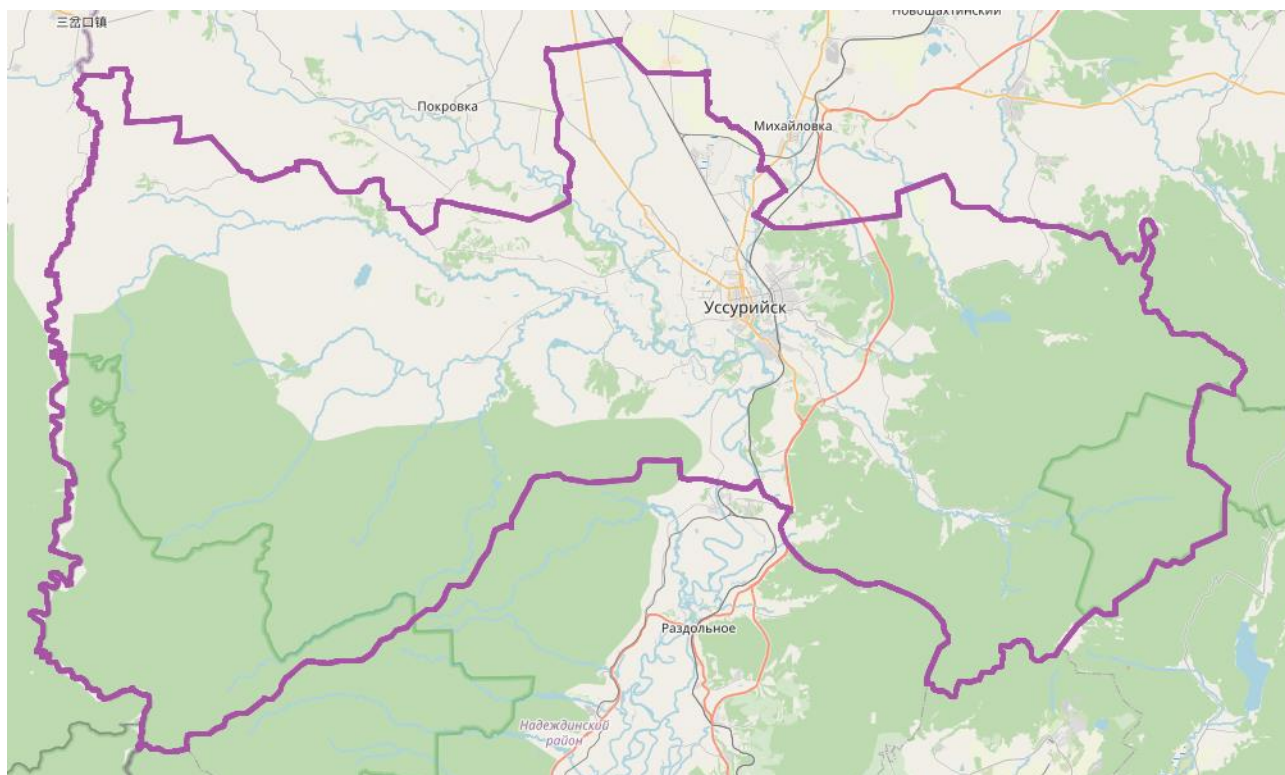 Новошахтинский
三岔口镇
Покровка
Михайловка
Уссурийск
Раздольное
Надеждинский
район